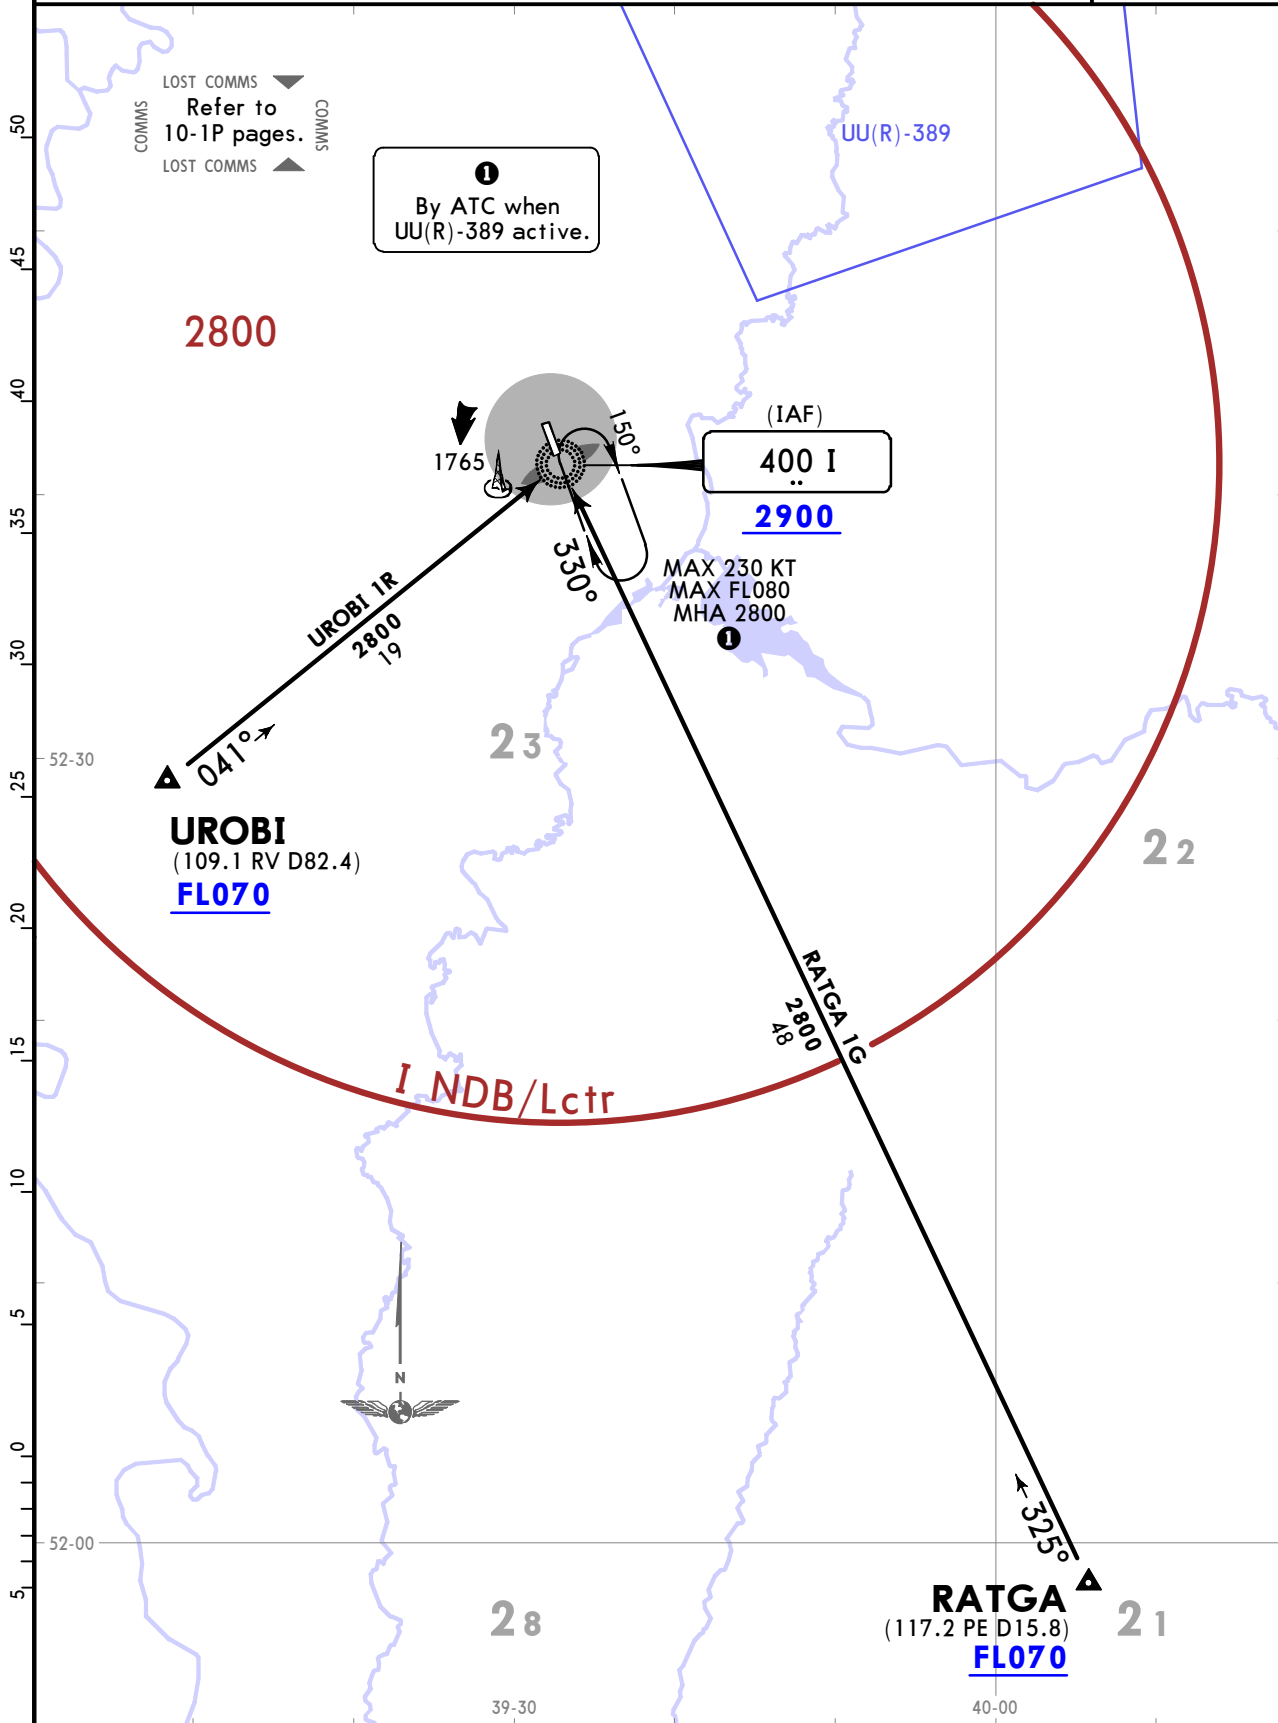 LOST COMMS
COMMS
Refer to
10-1P pages.
COMMS
LOST COMMS
1
By ATC when
UU(R)-389 active.
UU(R)-389
2800
(IAF)
400 I
2900
150°
1765
330°
MAX 230 KT
MAX FL080
MHA 2800
1
UROBI 1R
2800
19
041°
UROBI
(109.1 RV D82.4)
FL070
23
22
52-30
RATGA 1G
2800
48
I NDB/Lctr
N
325°
52-00
RATGA
(117.2 PE D15.8)
FL070
28
21
39-30
40-00
50
45
40
35
30
25
20
15
10
5
0
5